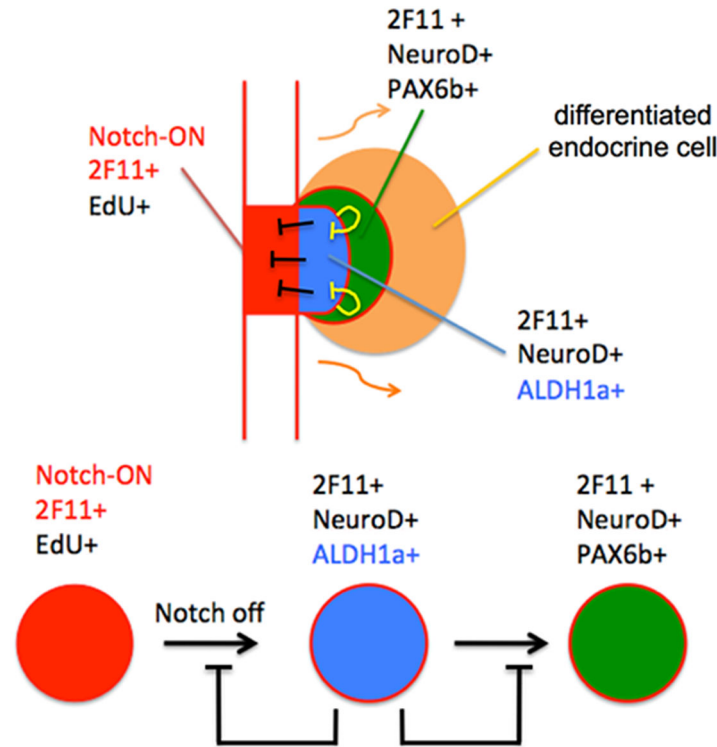 2F11 +
NeuroD+
PAX6b+
differentiated
endocrine cell
Notch-ON
2F11+
EdU+
2F11+
NeuroD+
ALDH1a+
Notch-ON
2F11+
EdU+
2F11+
NeuroD+
ALDH1a+
2F11 +
NeuroD+
PAX6b+
Notch off